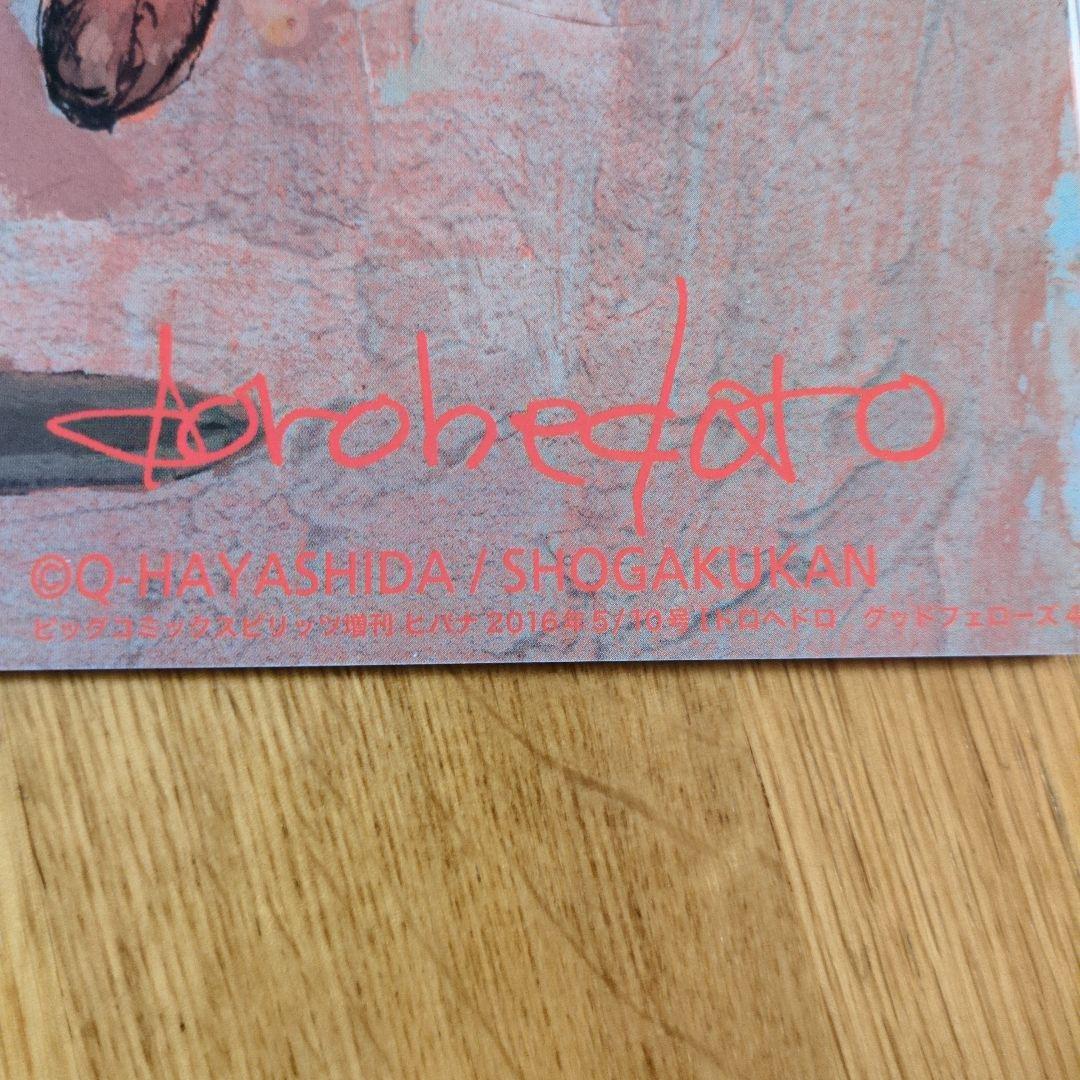 dorohedoro
©Q-HAYASHIDA / SHOGAKUKAN
ビッグコミックスピリッツ増刊 ヒバナ 2016年 5/10号 「ドロヘドロ/グッドフェローズ 4